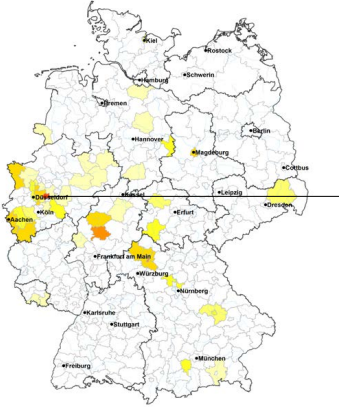 Kiel
Rostock
Hamburg
Schwerin
Bremen
Berlin
Hannover
Magdeburg
Cottbus
Düsseldorf
Kassel
Leipzig
Köln
Erfurt
Dresden
Aachen
Frankfurt am Main
Würzburg
Nürnberg
Karlsruhe
Stuttgart
München
Freiburg